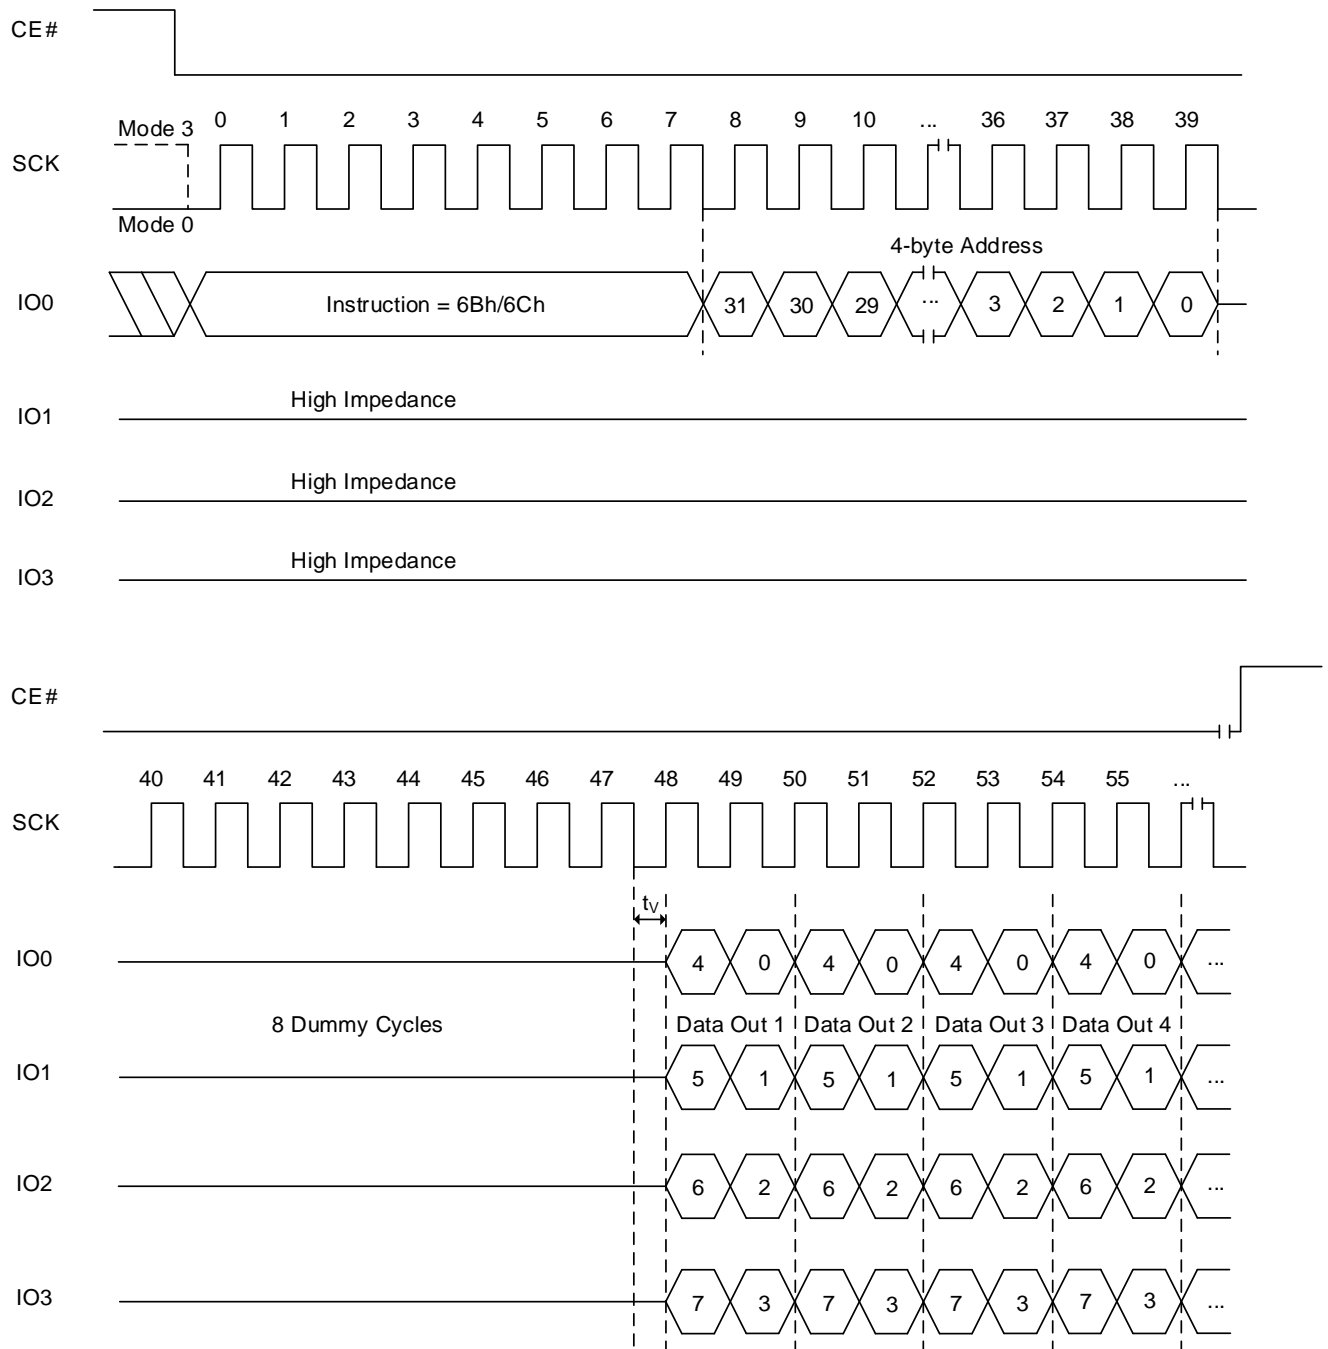 CE#
Mode 3 0 1 2 3 4 5 6 7 8 9 10 ... 36 37 38 39
SCK
Mode 0
4-byte Address
IO0 Instruction = 6Bh/6Ch 31 30 29 ... 3 2 1 0
High Impedance
IO1
High Impedance
IO2
High Impedance
IO3
CE#
40 41 42 43 44 45 46 47 48 49 50 51 52 53 54 55 ...
SCK
tV
IO0 4 0 4 0 4 0 4 0 ...
8 Dummy Cycles Data Out 1 Data Out 2 Data Out 3 Data Out 4
IO1 5 1 5 1 5 1 5 1 ...
IO2 6 2 6 2 6 2 6 2 ...
IO3 7 3 7 3 7 3 7 3 ...